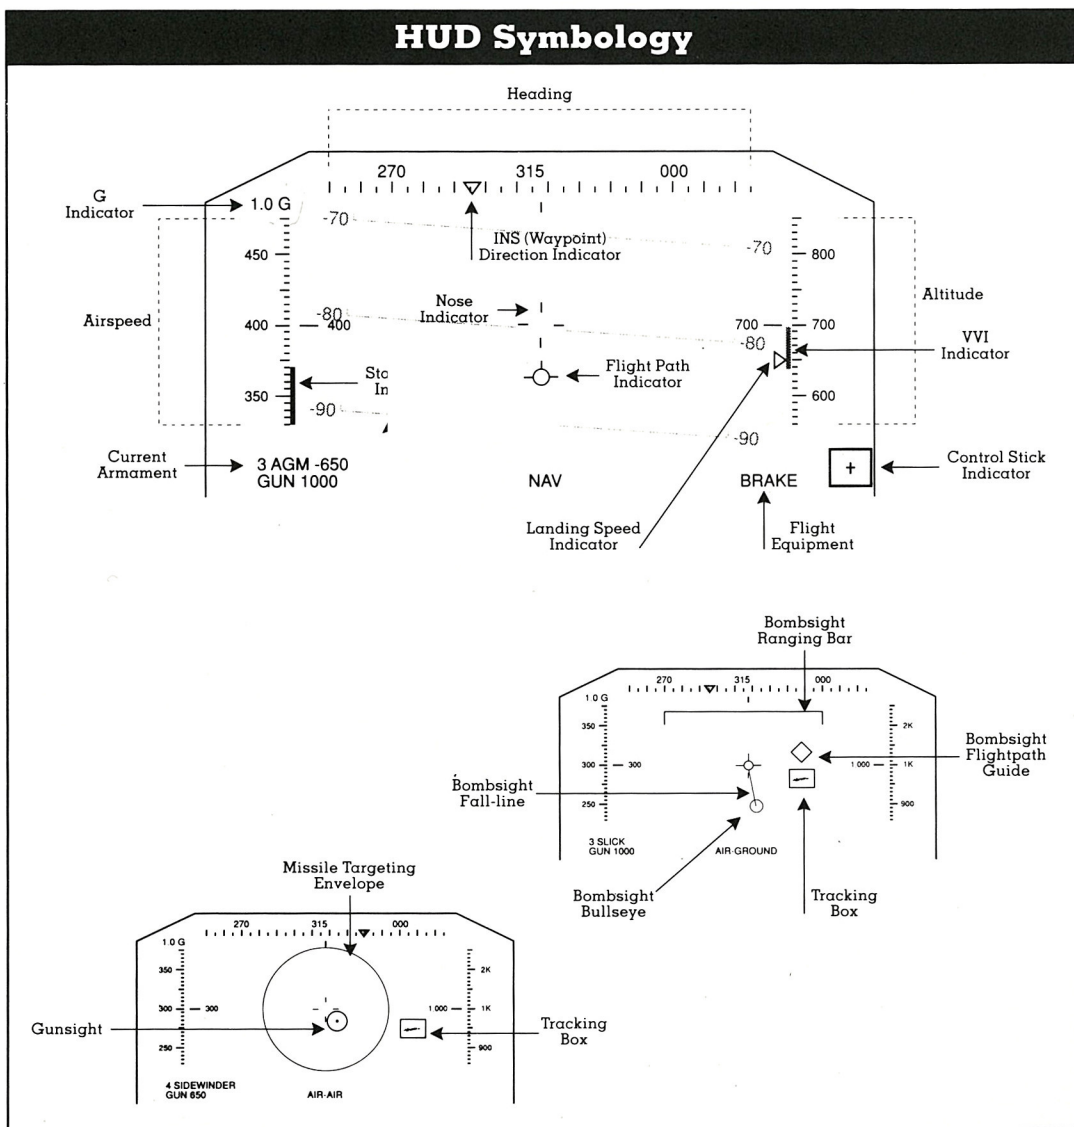 HUD Symbology
Heading
270 315 000
G
Indicator
1.0 G
-70
-70
INS (Waypoint)
Direction Indicator
450
800
Airspeed
Altitude
Nose
Indicator
-80
400 400
700 700
-80
VVI
Indicator
Flight Path
Indicator
350
600
-90
-90
Current
Armament
3 AGM -650
GUN 1000
NAV
BRAKE
Control Stick
Indicator
Landing Speed
Indicator
Flight
Equipment
Bombsight
Ranging Bar
270 315 000
1.0 G
350
2K
Bombsight
Flightpath
Guide
300 300
1 000 1K
Bombsight
Fall-line
250
900
3 SLICK
GUN 1000
AIR-GROUND
Bombsight
Bullseye
Tracking
Box
Missile Targeting
Envelope
270 315 000
1.0 G
350
2K
300 300
1 000 1K
Gunsight
Tracking
Box
250
900
4 SIDEWINDER
GUN 650
AIR-AIR